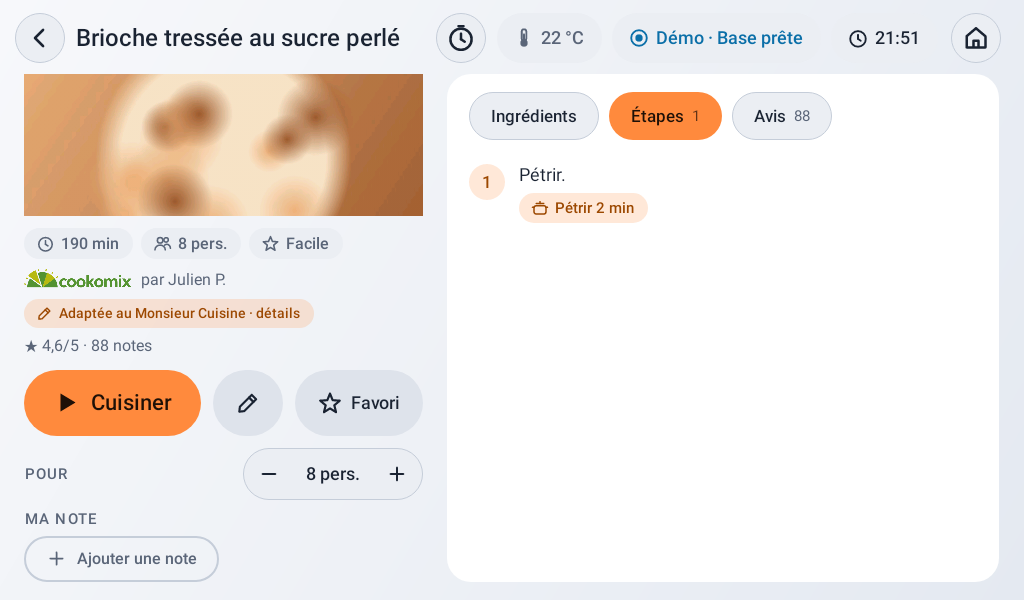 Brioche tressée au sucre perlé
22 °C
Démo · Base prête
21:51
190 min
8 pers.
Facile
cookomix par Julien P.
Adaptée au Monsieur Cuisine · détails
★ 4,6/5 · 88 notes
Cuisiner
Favori
POUR
− 8 pers. +
MA NOTE
+ Ajouter une note
Ingrédients
Étapes 1
Avis 88
1 Pétrir.
Pétrir 2 min